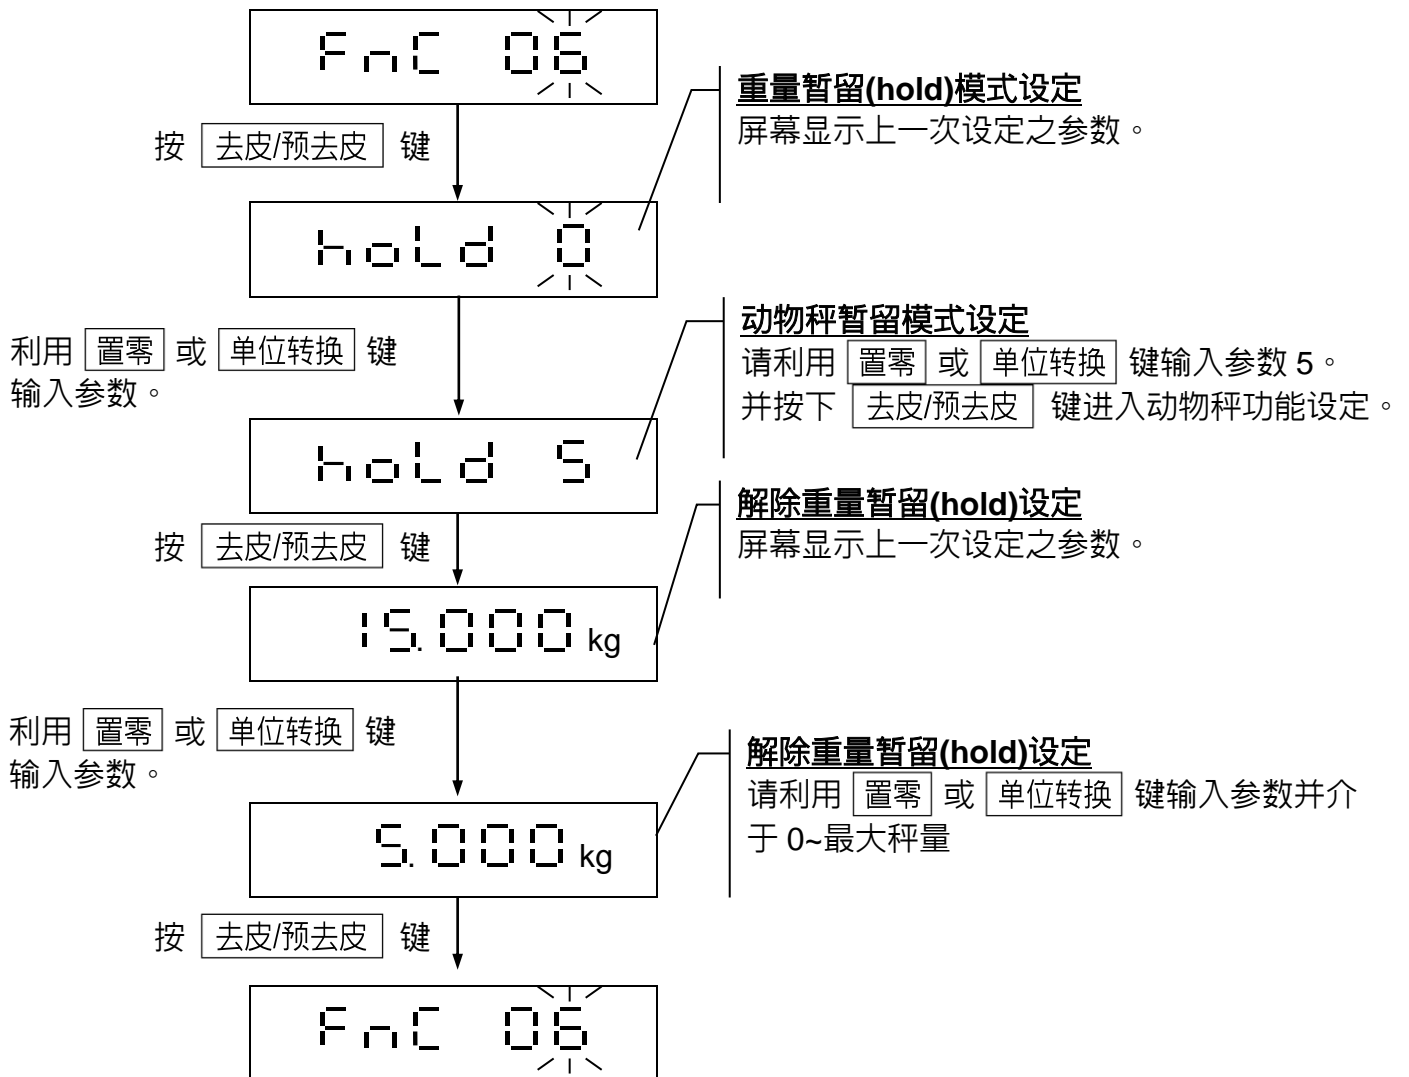 FnC 06
重量暂留(hold)模式设定
屏幕显示上一次设定之参数。
按 去皮/预去皮 键
hoLd 0
动物秤暂留模式设定
请利用 置零 或 单位转换 键输入参数 5。
并按下 去皮/预去皮 键进入动物秤功能设定。
利用 置零 或 单位转换 键
输入参数。
hoLd 5
解除重量暂留(hold)设定
屏幕显示上一次设定之参数。
按 去皮/预去皮 键
15.000 kg
利用 置零 或 单位转换 键
输入参数。
解除重量暂留(hold)设定
请利用 置零 或 单位转换 键输入参数并介
于 0~最大秤量
5.000 kg
按 去皮/预去皮 键
FnC 06